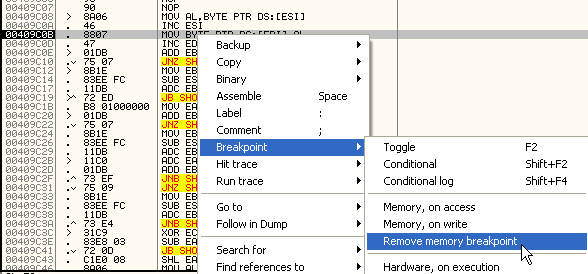 00409C07 . 90 NOP
00409C08 > 8A06 MOV AL,BYTE PTR DS:[ESI]
00409C0A . 46 INC ESI
00409C0B . 8807 MOV BYTE PTR DS:[EDI],AL
00409C0D . 47 INC ED
00409C0E > 01DB ADD EB
00409C10 .v 75 07 JNZ SHO
00409C12 > 8B1E MOV EB
00409C14 . 83EE FC SUB ES
00409C17 . 11DB ADC EB
00409C19 >^ 72 ED JB SHO
00409C1B . B8 01000000 MOV EA
00409C20 > 01DB ADD EB
00409C22 .v 75 07 JNZ SHO
00409C24 . 8B1E MOV EB
00409C26 . 83EE FC SUB ES
00409C29 . 11DB ADC EB
00409C2B > 11C0 ADC EA
00409C2D . 01DB ADD EB
00409C2F .^ 73 EF JNB SH
00409C31 .v 75 09 JNZ SH
00409C33 . 8B1E MOV EB
00409C35 . 83EE FC SUB ES
00409C38 . 11DB ADC EB
00409C3A .^ 73 E4 JNB SH
00409C3C > 31C9 XOR EC
00409C3E . 83E8 03 SUB EA
00409C41 .v 72 0D JB SHO
00409C43 . C1E0 08 SHL EA
00409C46 . 8A06 MOV AL
Backup
Copy
Binary
Assemble Space
Label :
Comment ;
Breakpoint
Hit trace
Run trace
Go to
Follow in Dump
Search for
Find references to
Toggle F2
Conditional Shift+F2
Conditional log Shift+F4
Memory, on access
Memory, on write
Remove memory breakpoint
Hardware, on execution